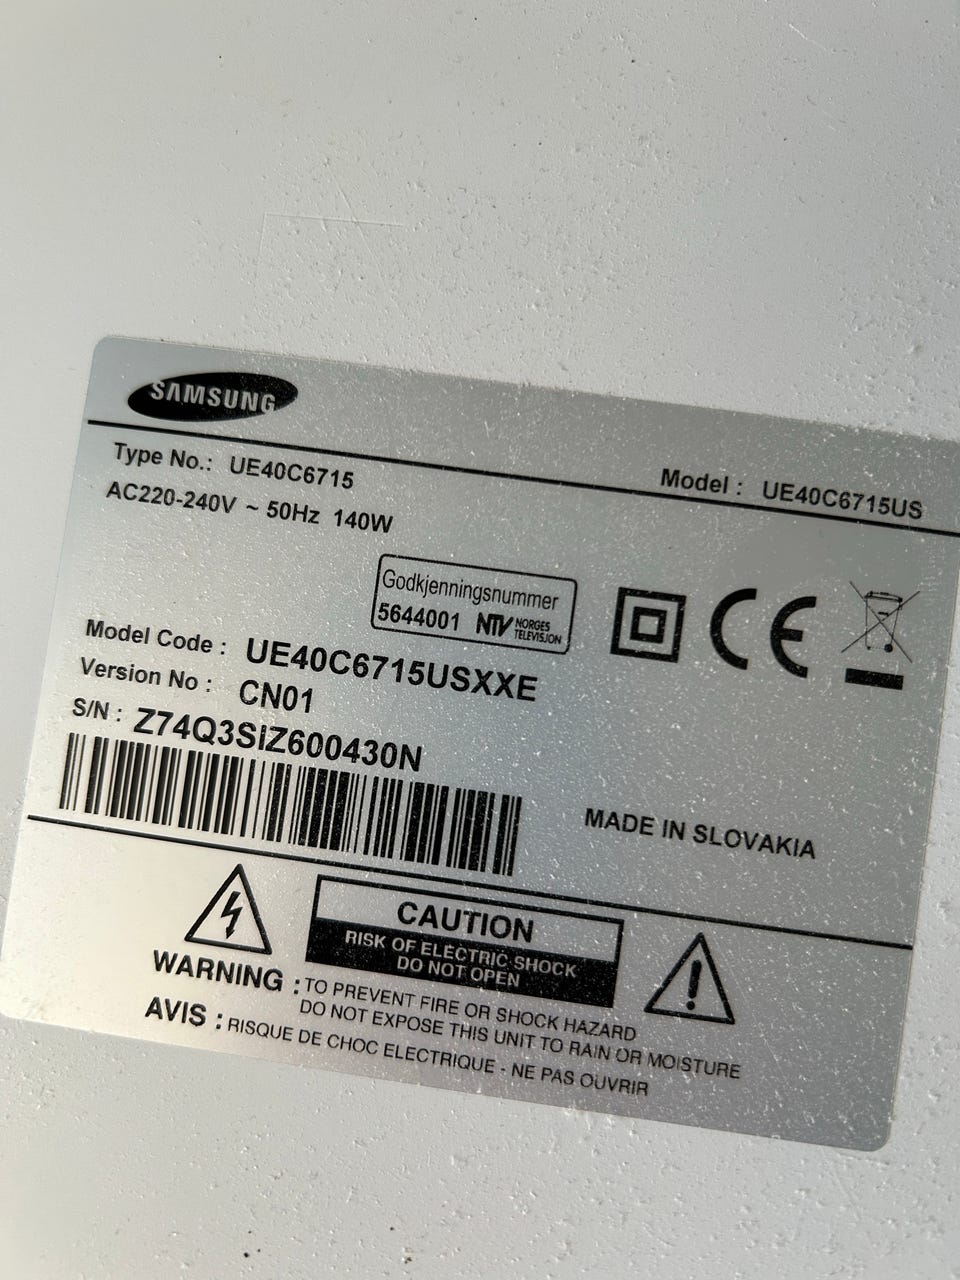 SAMSUNG
Type No.: UE40C6715
Model : UE40C6715US
AC220-240V ~ 50Hz 140W
Godkjenningsnummer
5644001 NTV NORGES TELEVISJON
Model Code : UE40C6715USXXE
Version No : CN01
S/N : Z74Q3SIZ600430N
MADE IN SLOVAKIA
CAUTION
RISK OF ELECTRIC SHOCK
DO NOT OPEN
WARNING : TO PREVENT FIRE OR SHOCK HAZARD
DO NOT EXPOSE THIS UNIT TO RAIN OR MOISTURE
AVIS : RISQUE DE CHOC ELECTRIQUE - NE PAS OUVRIR